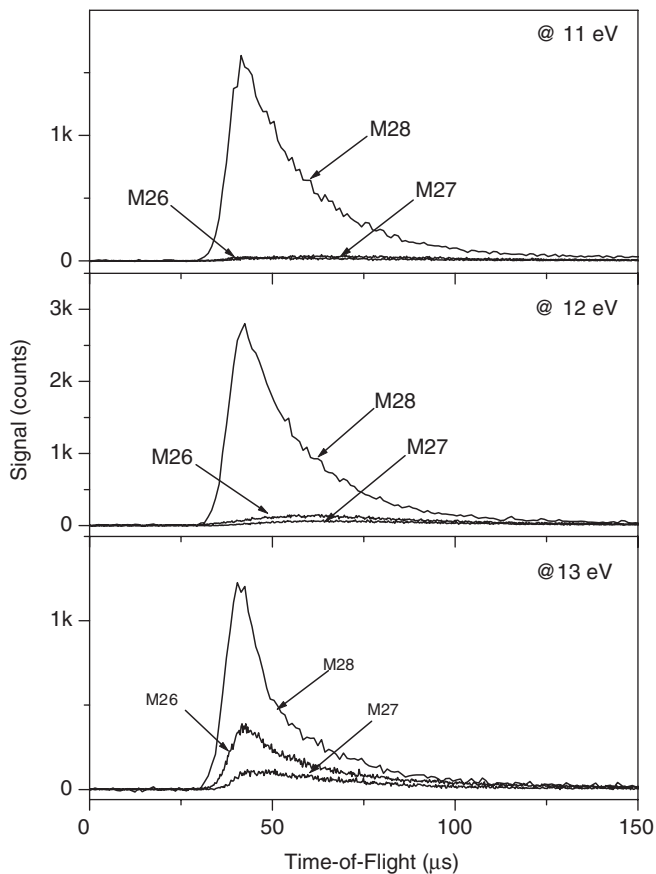 @ 11 eV
1k
M28
M26
M27
0
@ 12 eV
3k
2k
M28
1k
M26
M27
0
Signal (counts)
@13 eV
1k
M28
M26
M27
0
0
50
100
150
Time-of-Flight (μs)